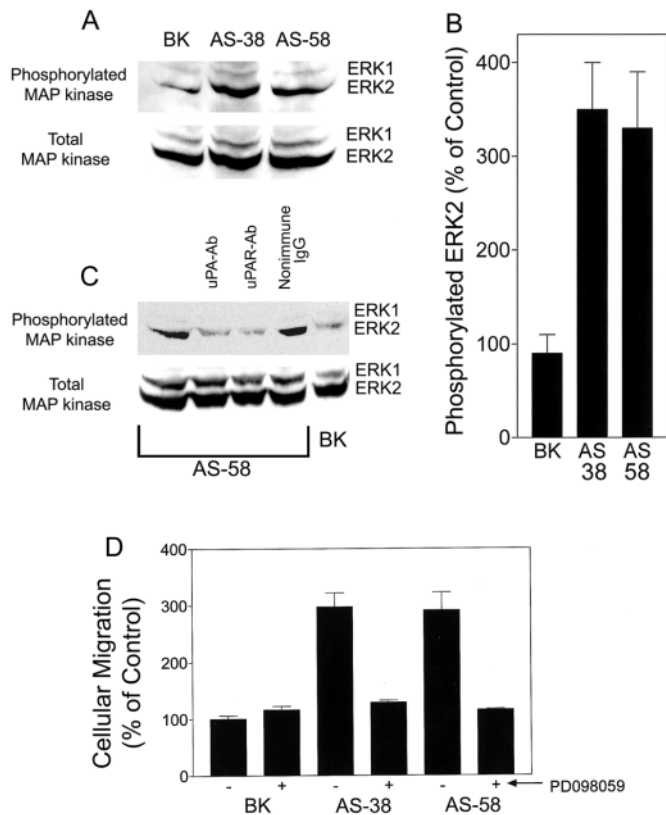 A
BK AS-38 AS-58
Phosphorylated
MAP kinase
ERK1
ERK2
Total
MAP kinase
ERK1
ERK2
B
Phosphorylated ERK2 (% of Control)
400
300
200
100
0
BK AS AS
38 58
C
uPA-Ab
uPAR-Ab
Nonimmune
IgG
Phosphorylated
MAP kinase
ERK1
ERK2
Total
MAP kinase
ERK1
ERK2
BK
AS-58
D
Cellular Migration
(% of Control)
400
300
200
100
0
- + - + - + PD098059
BK AS-38 AS-58